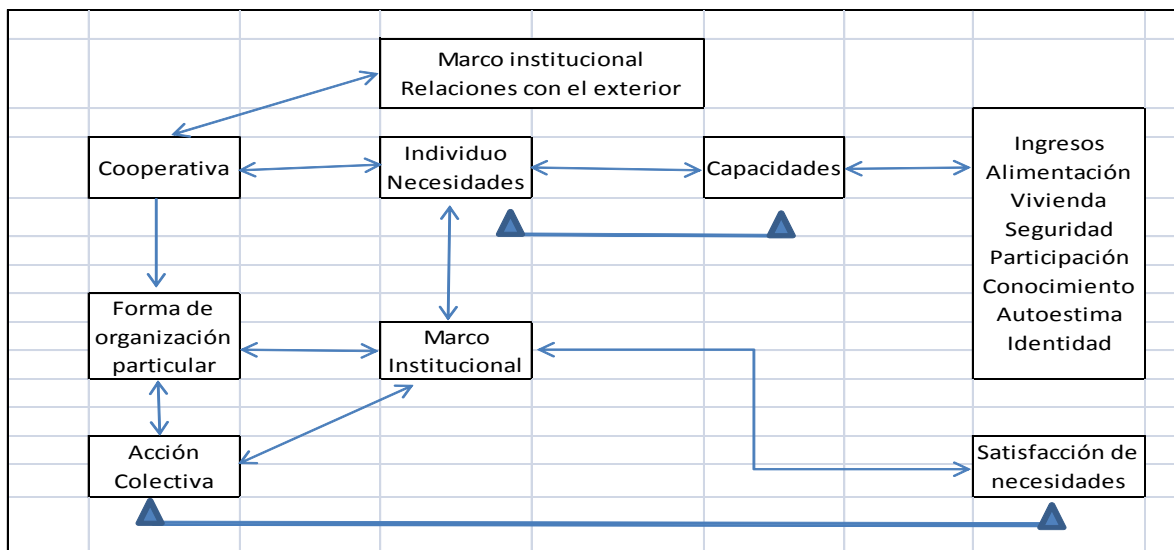 Marco institucional
Relaciones con el exterior
Cooperativa
Individuo
Necesidades
Capacidades
Ingresos
Alimentación
Vivienda
Seguridad
Participación
Conocimiento
Autoestima
Identidad
Forma de
organización
particular
Marco
Institucional
Acción
Colectiva
Satisfacción de
necesidades